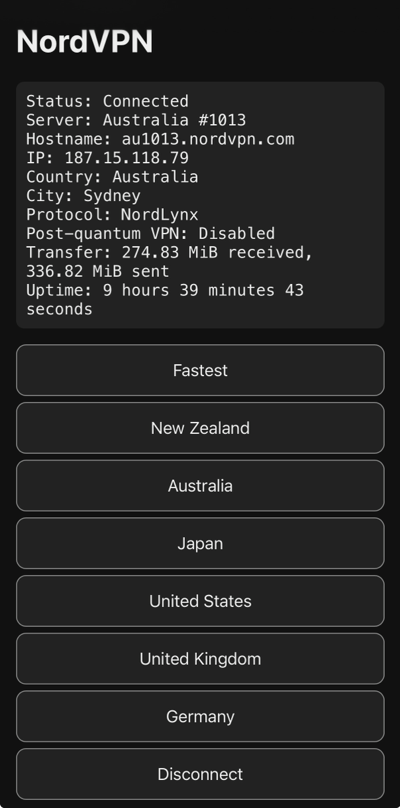 NordVPN
Status: Connected
Server: Australia #1013
Hostname: au1013.nordvpn.com
IP: 187.15.118.79
Country: Australia
City: Sydney
Protocol: NordLynx
Post-quantum VPN: Disabled
Transfer: 274.83 MiB received,
336.82 MiB sent
Uptime: 9 hours 39 minutes 43
seconds
Fastest
New Zealand
Australia
Japan
United States
United Kingdom
Germany
Disconnect